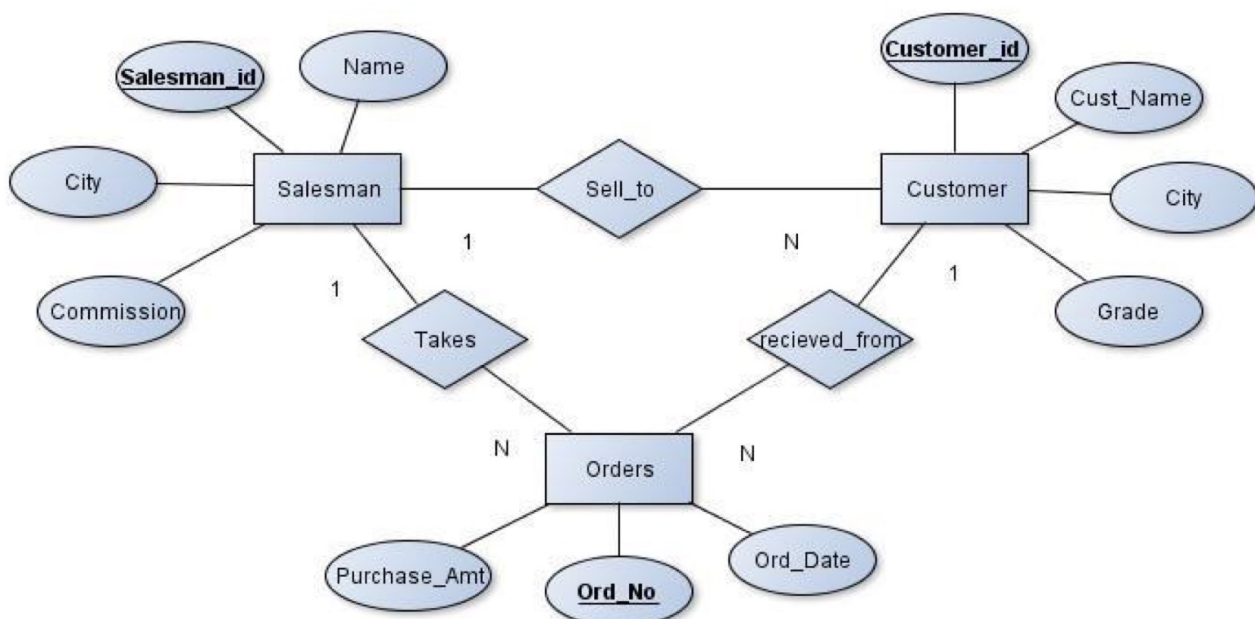 Customer_id
Salesman_id
Name
Cust_Name
City
Salesman
Sell_to
Customer
City
1
N
1
1
Commission
Takes
recieved_from
Grade
N
N
Orders
Purchase_Amt
Ord_No
Ord_Date